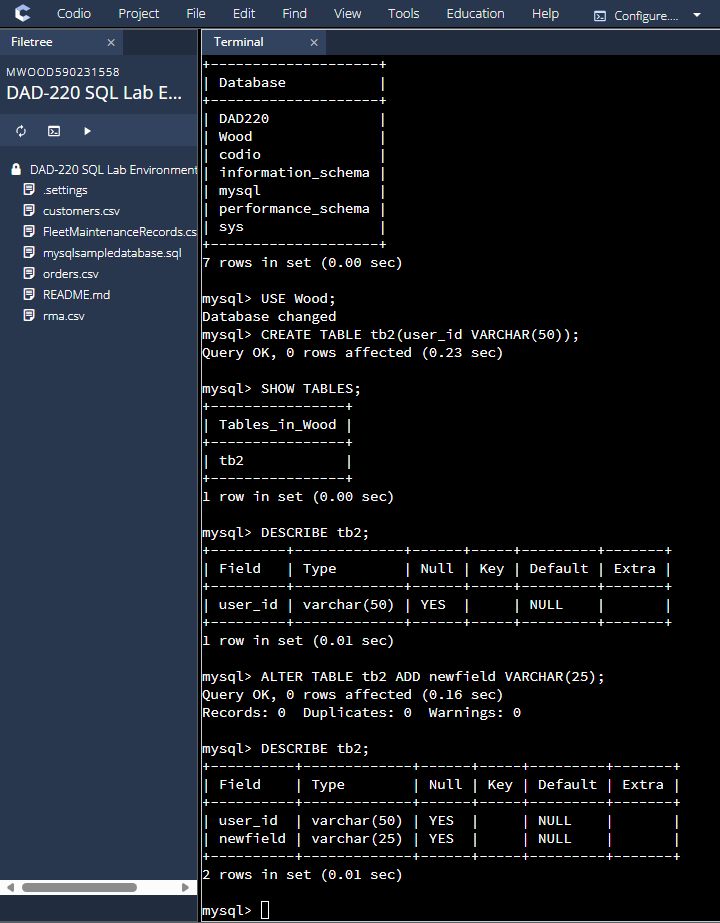 Codio Project File Edit Find View Tools Education Help Configure....
Filetree ×
MWOOD590231558
DAD-220 SQL Lab E...
DAD-220 SQL Lab Environment
.settings
customers.csv
FleetMaintenanceRecords.cs
mysqlsampledatabase.sql
orders.csv
README.md
rma.csv
Terminal ×
+--------------------+
| Database           |
+--------------------+
| DAD220             |
| Wood               |
| codio              |
| information_schema |
| mysql              |
| performance_schema |
| sys                |
+--------------------+
7 rows in set (0.00 sec)
mysql> USE Wood;
Database changed
mysql> CREATE TABLE tb2(user_id VARCHAR(50));
Query OK, 0 rows affected (0.23 sec)
mysql> SHOW TABLES;
+----------------+
| Tables_in_Wood |
+----------------+
| tb2            |
+----------------+
1 row in set (0.00 sec)
mysql> DESCRIBE tb2;
+---------+-------------+------+-----+---------+-------+
| Field   | Type        | Null | Key | Default | Extra |
+---------+-------------+------+-----+---------+-------+
| user_id | varchar(50) | YES  |     | NULL    |       |
+---------+-------------+------+-----+---------+-------+
1 row in set (0.01 sec)
mysql> ALTER TABLE tb2 ADD newfield VARCHAR(25);
Query OK, 0 rows affected (0.16 sec)
Records: 0  Duplicates: 0  Warnings: 0
mysql> DESCRIBE tb2;
+----------+-------------+------+-----+---------+-------+
| Field    | Type        | Null | Key | Default | Extra |
+----------+-------------+------+-----+---------+-------+
| user_id  | varchar(50) | YES  |     | NULL    |       |
| newfield | varchar(25) | YES  |     | NULL    |       |
+----------+-------------+------+-----+---------+-------+
2 rows in set (0.01 sec)
mysql>